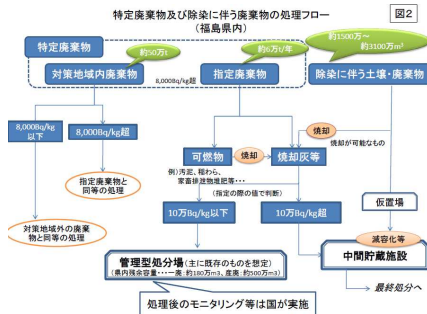 特定廃棄物及び除染に伴う廃棄物の処理フロー
（福島県内）
図2
特定廃棄物
約50万t
約6万t/年
約1500万～
約3100万m³
対策地域内廃棄物
8,000Bq/kg超
指定廃棄物
除染に伴う土壌・廃棄物
8,000Bq/kg
以下
8,000Bq/kg超
焼却
焼却が可能なもの
可燃物
焼却
焼却灰等
例）汚泥、稲わら、
家畜排泄物堆肥等・・・
（指定の際の値で判断）
指定廃棄物と
同等の処理
10万Bq/kg以下
10万Bq/kg超
仮置場
対策地域外の廃棄
物と同等の処理
減容化等
管理型処分場（主に既存のものを想定）
（県内残余容量・・・一廃：約180万m3、産廃：約500万m3）
中間貯蔵施設
最終処分へ
処理後のモニタリング等は国が実施